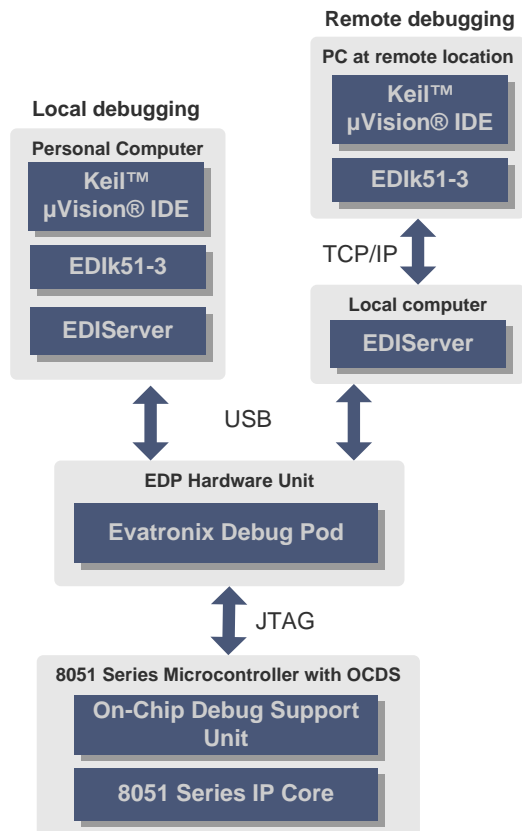 Remote debugging
PC at remote location
Keil™
µVision® IDE
EDIk51-3
TCP/IP
Local computer
EDIServer
Local debugging
Personal Computer
Keil™
µVision® IDE
EDIk51-3
EDIServer
USB
EDP Hardware Unit
Evatronix Debug Pod
JTAG
8051 Series Microcontroller with OCDS
On-Chip Debug Support
Unit
8051 Series IP Core